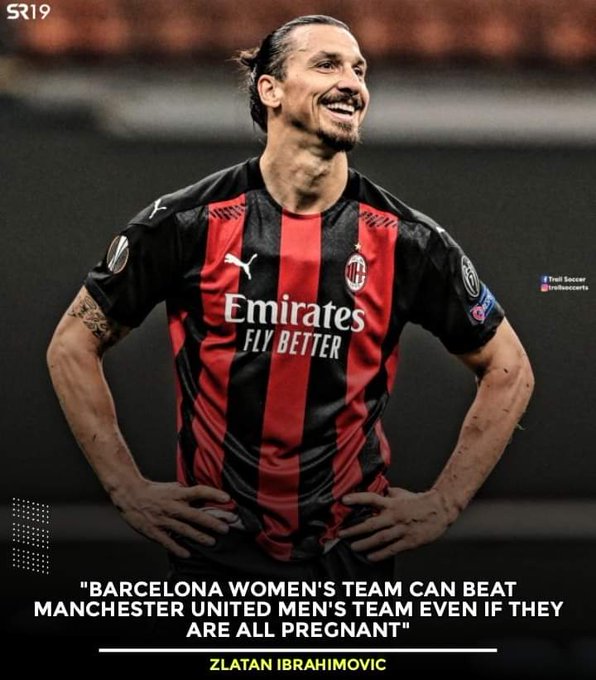 SR19
Troll Soccer
trollsoccerts
Emirates
FLY BETTER
"BARCELONA WOMEN'S TEAM CAN BEAT
MANCHESTER UNITED MEN'S TEAM EVEN IF THEY
ARE ALL PREGNANT"
ZLATAN IBRAHIMOVIC